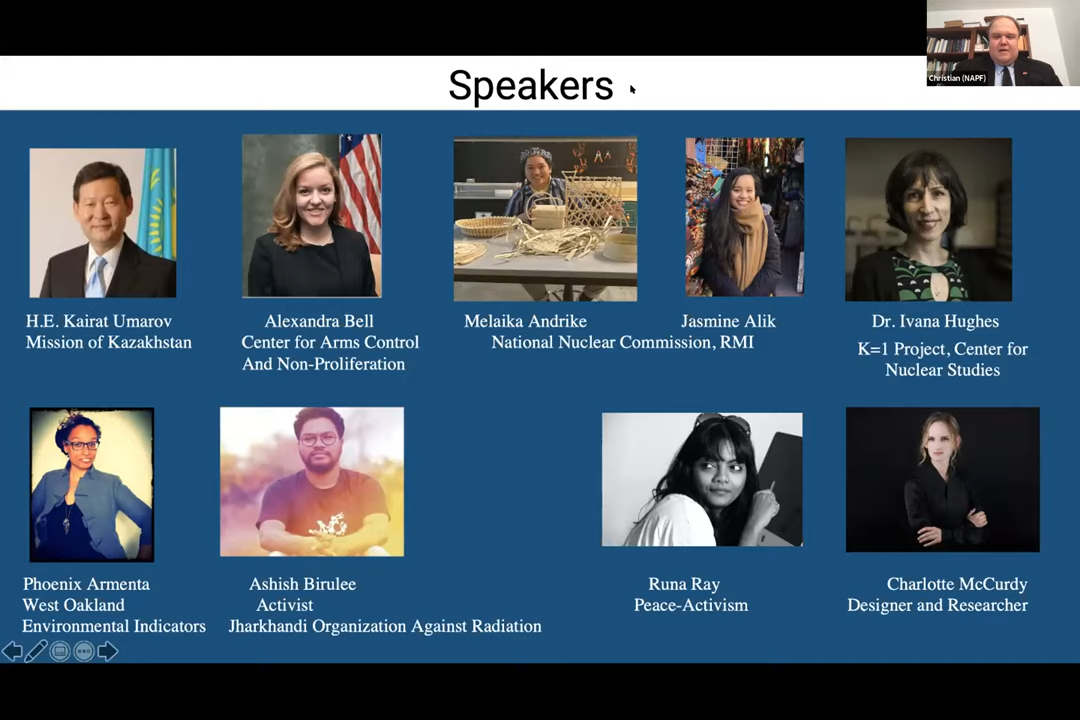 Speakers
Christian (NAPF)
H.E. Kairat Umarov
Mission of Kazakhstan
Alexandra Bell
Center for Arms Control
And Non-Proliferation
Melaika Andrike
Jasmine Alik
National Nuclear Commission, RMI
Dr. Ivana Hughes
K=1 Project, Center for
Nuclear Studies
Phoenix Armenta
West Oakland
Environmental Indicators
Ashish Birulee
Activist
Jharkhandi Organization Against Radiation
Runa Ray
Peace-Activism
Charlotte McCurdy
Designer and Researcher